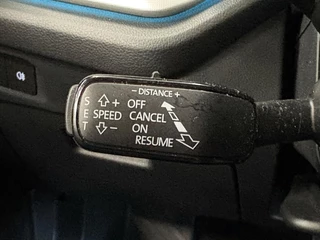 - DISTANCE +
S + OFF
E SPEED CANCEL
T - ON
RESUME